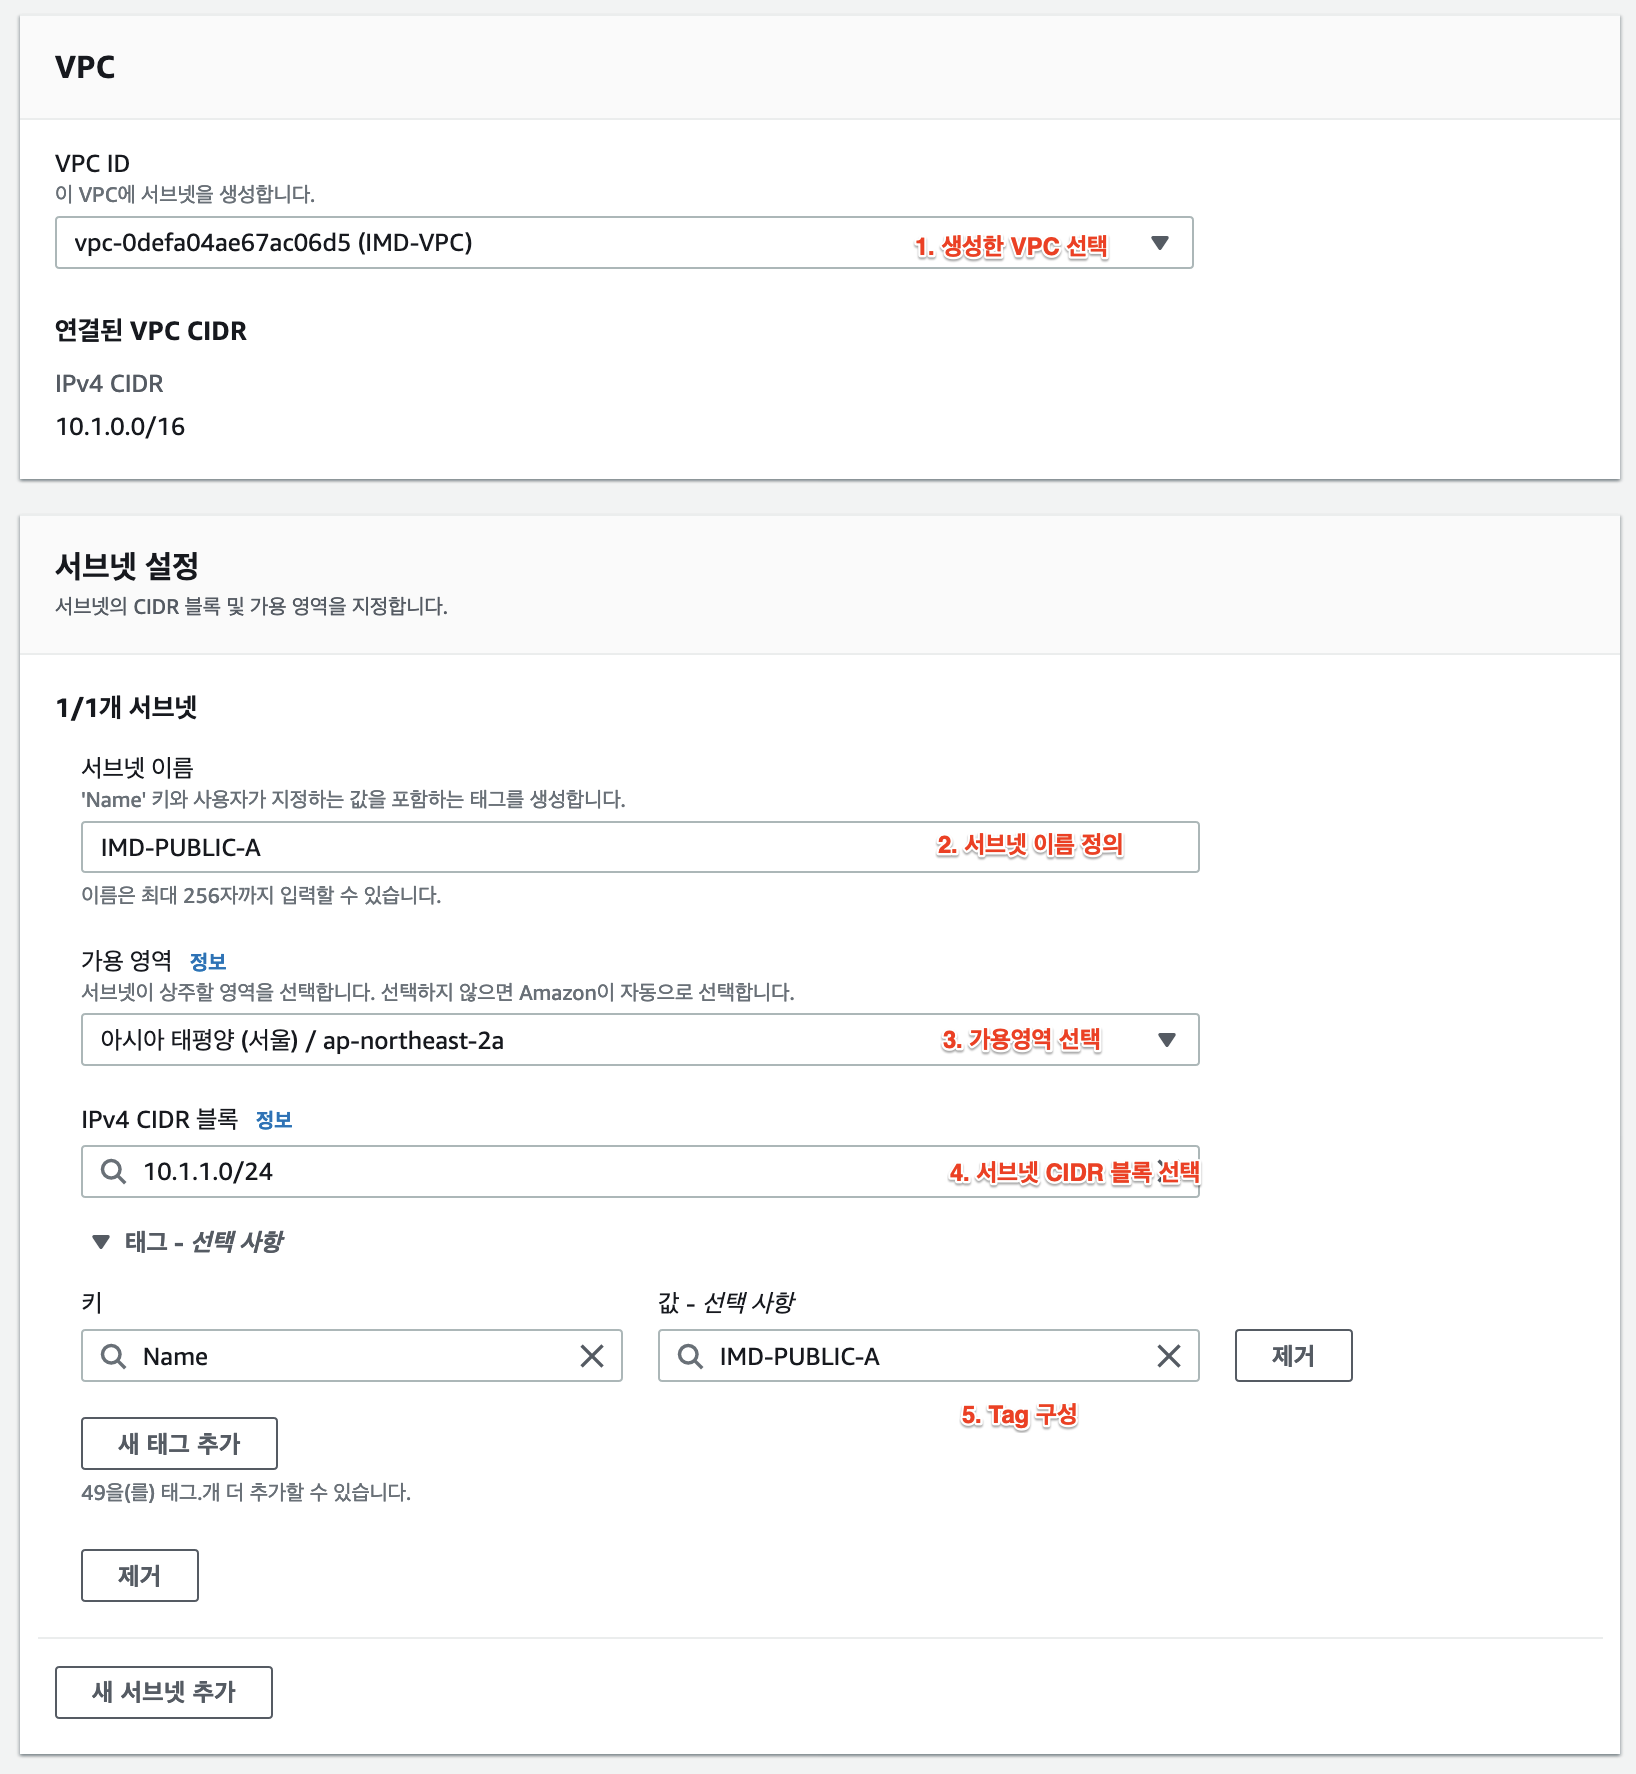 VPC
VPC ID
이 VPC에 서브넷을 생성합니다.
vpc-0defa04ae67ac06d5 (IMD-VPC) 1. 생성한 VPC 선택
연결된 VPC CIDR
IPv4 CIDR
10.1.0.0/16
서브넷 설정
서브넷의 CIDR 블록 및 가용 영역을 지정합니다.
1/1개 서브넷
서브넷 이름
'Name' 키와 사용자가 지정하는 값을 포함하는 태그를 생성합니다.
IMD-PUBLIC-A 2. 서브넷 이름 정의
이름은 최대 256자까지 입력할 수 있습니다.
가용 영역 정보
서브넷이 상주할 영역을 선택합니다. 선택하지 않으면 Amazon이 자동으로 선택합니다.
아시아 태평양 (서울) / ap-northeast-2a 3. 가용영역 선택
IPv4 CIDR 블록 정보
10.1.1.0/24 4. 서브넷 CIDR 블록 선택
태그 - 선택 사항
키 값 - 선택 사항
Name IMD-PUBLIC-A 제거
5. Tag 구성
새 태그 추가
49을(를) 태그.개 더 추가할 수 있습니다.
제거
새 서브넷 추가